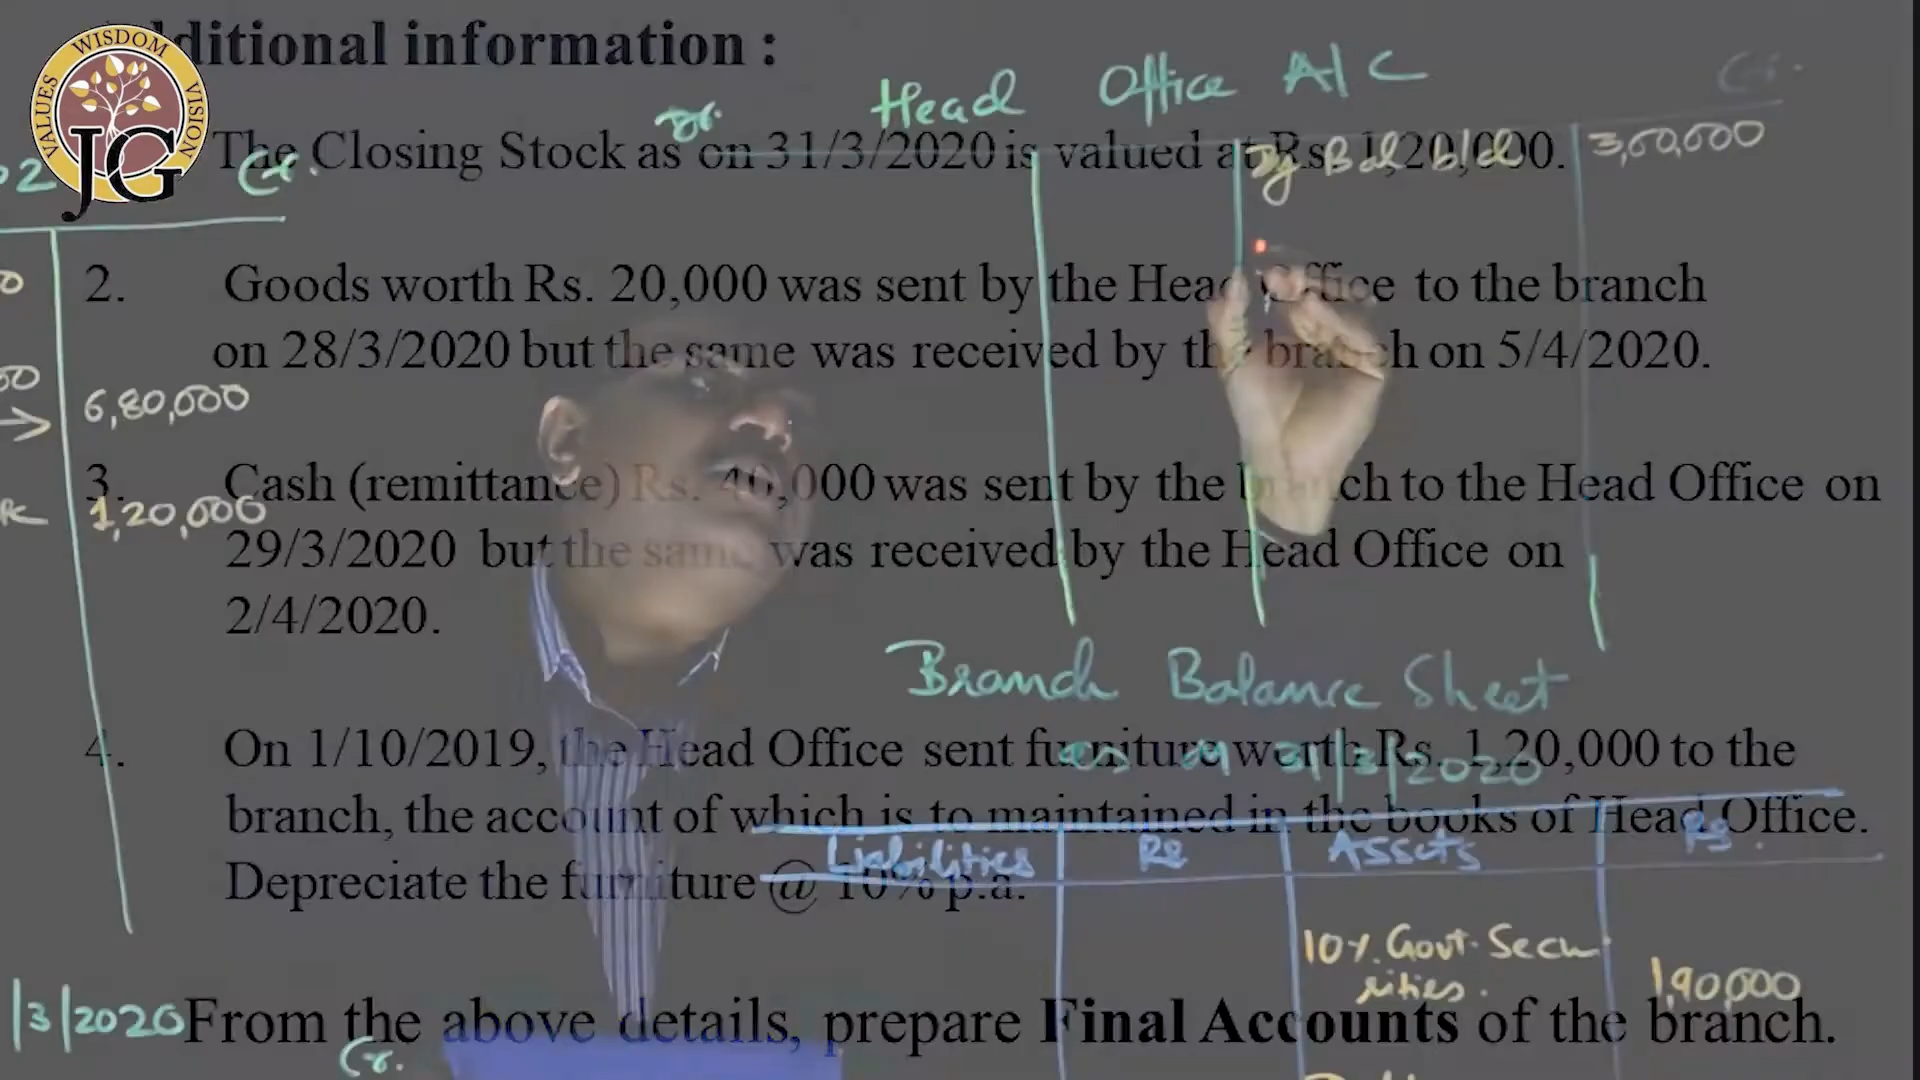 WISDOM
VALUES
VISION
JG
ditional information :
Head Office A/C
Dr.
Cr.
The Closing Stock as on 31/3/2020 is valued at Rs. 1,20,000.
By Bal b/d 3,60,000
02 Cr.
2. Goods worth Rs. 20,000 was sent by the Head Office to the branch
on 28/3/2020 but the same was received by the branch on 5/4/2020.
6,80,000
3. Cash (remittance) Rs. 40,000 was sent by the branch to the Head Office on
1,20,000
29/3/2020 but the same was received by the Head Office on
2/4/2020.
Branch Balance Sheet
as on 31/3/2020
4. On 1/10/2019, the Head Office sent furniture worth Rs. 1,20,000 to the
branch, the account of which is to maintained in the books of Head Office.
Depreciate the furniture @ 10% p.a.
Liabilities Rs Assets Rs.
10%. Govt. Secu
rities. 1,90,000
/3/2020
From the above details, prepare Final Accounts of the branch.
Cr.